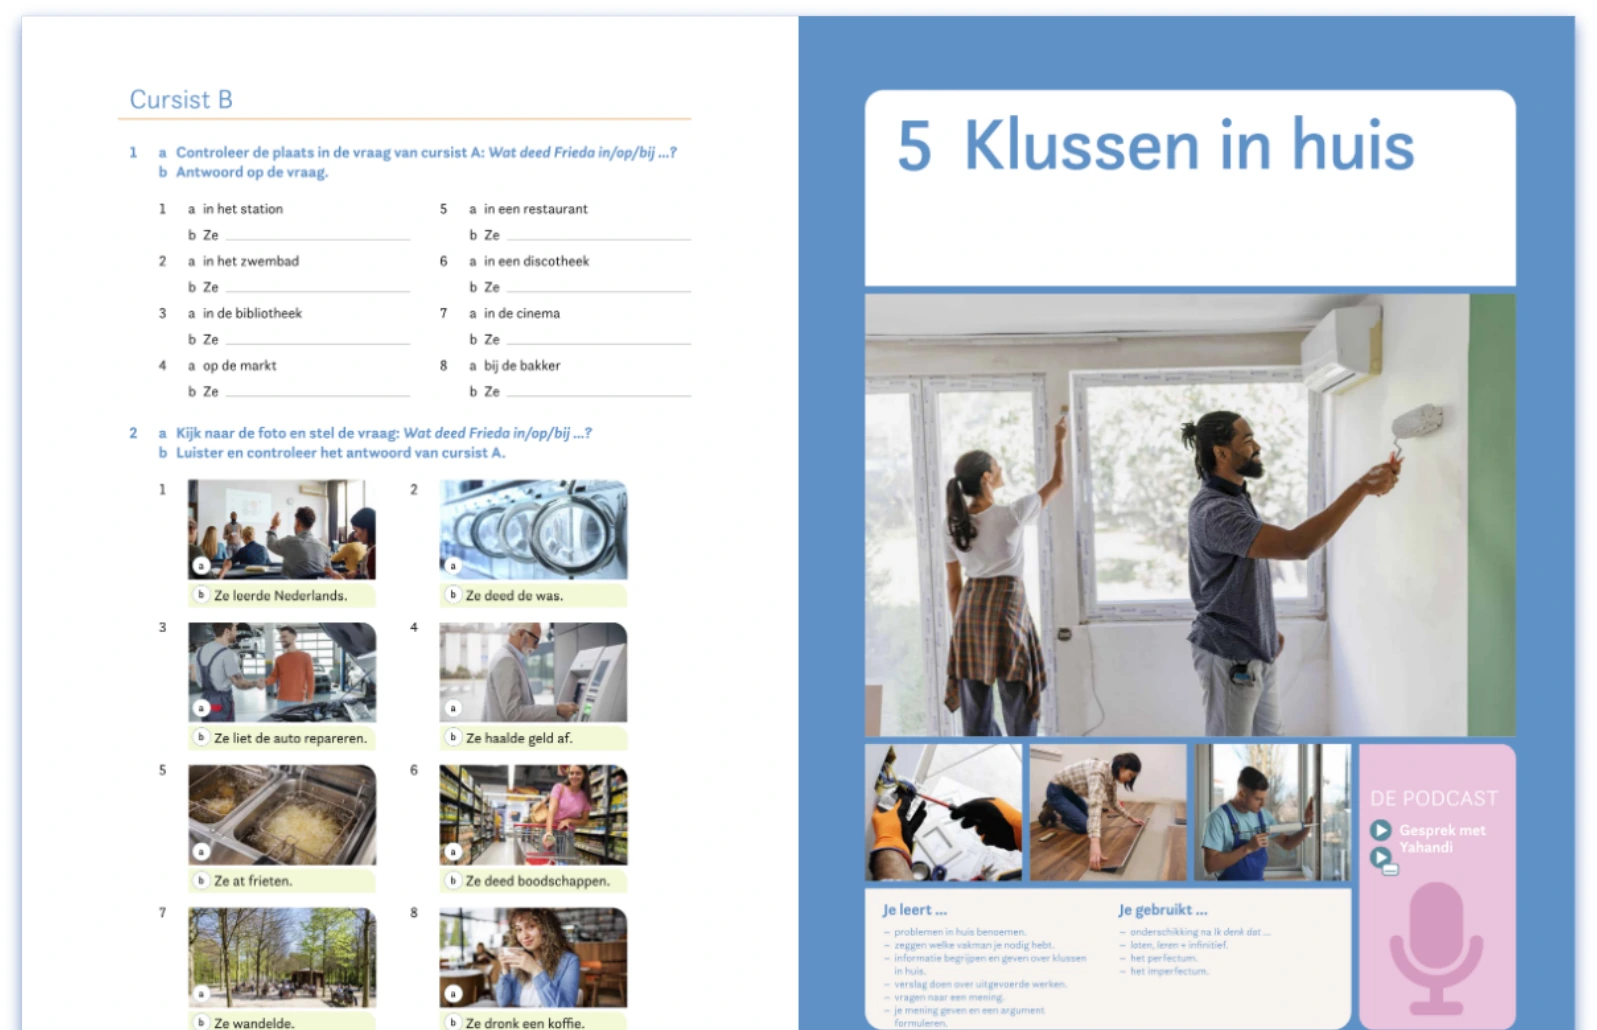 Cursist B
1 a Controleer de plaats in de vraag van cursist A: Wat deed Frieda in/op/bij ...?
b Antwoord op de vraag.
1 a in het station
b Ze
2 a in het zwembad
b Ze
3 a in de bibliotheek
b Ze
4 a op de markt
b Ze
5 a in een restaurant
b Ze
6 a in een discotheek
b Ze
7 a in de cinema
b Ze
8 a bij de bakker
b Ze
2 a Kijk naar de foto en stel de vraag: Wat deed Frieda in/op/bij ...?
b Luister en controleer het antwoord van cursist A.
1
a
b Ze leerde Nederlands.
2
a
b Ze deed de was.
3
a
b Ze liet de auto repareren.
4
a
b Ze haalde geld af.
5
a
b Ze at frieten.
6
a
b Ze deed boodschappen.
7
a
b Ze wandelde.
8
a
b Ze dronk een koffie.
5 Klussen in huis
DE PODCAST
Gesprek met
Yahandi
Je leert ...
– problemen in huis benoemen.
– zeggen welke vakman je nodig hebt.
– informatie begrijpen en geven over klussen
in huis.
– verslag doen over uitgevoerde werken.
– vragen naar een mening.
– je mening geven en een argument
formuleren.
Je gebruikt ...
– onderschikking na Ik denk dat ...
– laten, leren + infinitief.
– het perfectum.
– het imperfectum.